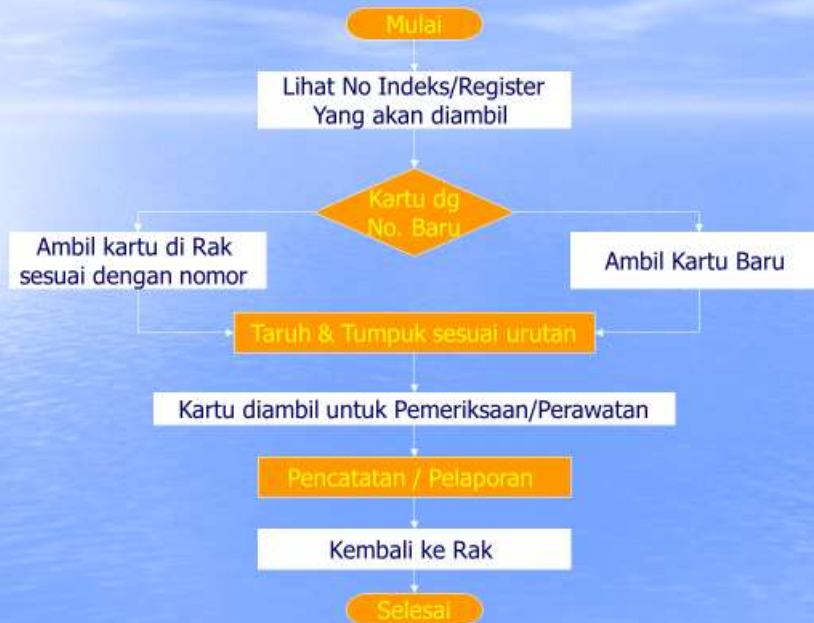 Mulai
Lihat No Indeks/Register
Yang akan diambil
Kartu dg
No. Baru
Ambil kartu di Rak
sesuai dengan nomor
Ambil Kartu Baru
Taruh & Tumpuk sesuai urutan
Kartu diambil untuk Pemeriksaan/Perawatan
Pencatatan / Pelaporan
Kembali ke Rak
Selesai